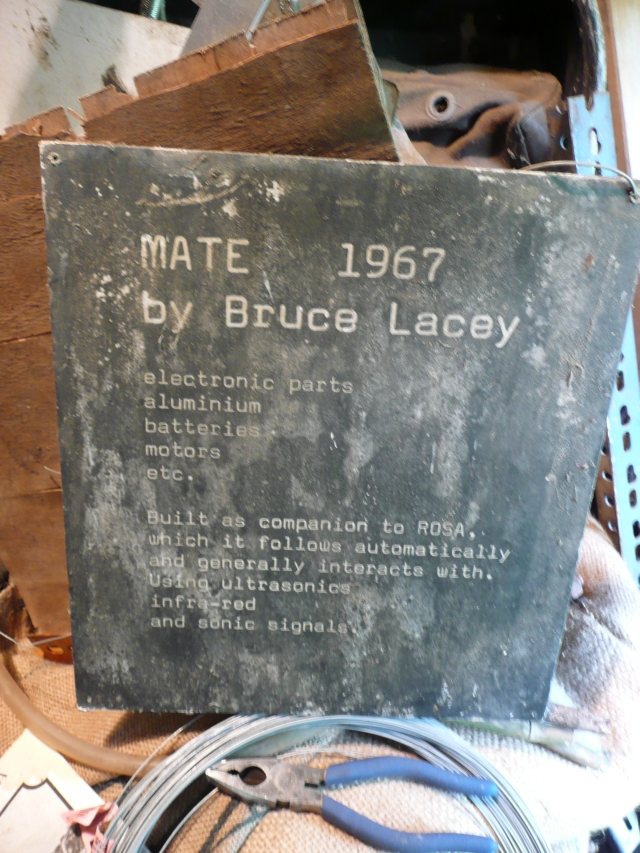 MATE 1967
by Bruce Lacey
electronic parts
aluminium
batteries
motors
etc.
Built as companion to ROSA,
which it follows automatically
and generally interacts with.
Using ultrasonics
infra-red
and sonic signals.